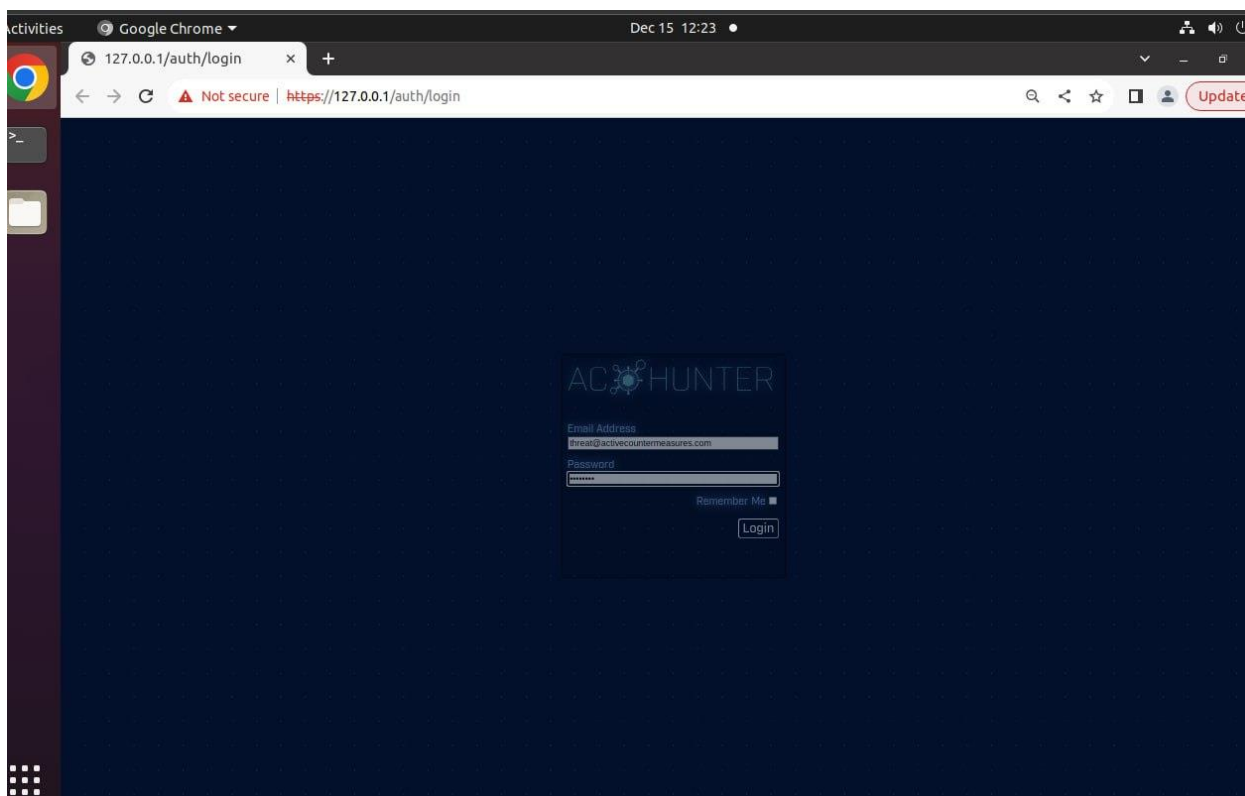 Activities Google Chrome Dec 15 12:23
127.0.0.1/auth/login
Not secure https://127.0.0.1/auth/login Update
>_
AC HUNTER
Email Address
threat@activecountermeasures.com
Password
••••••••
Remember Me
Login